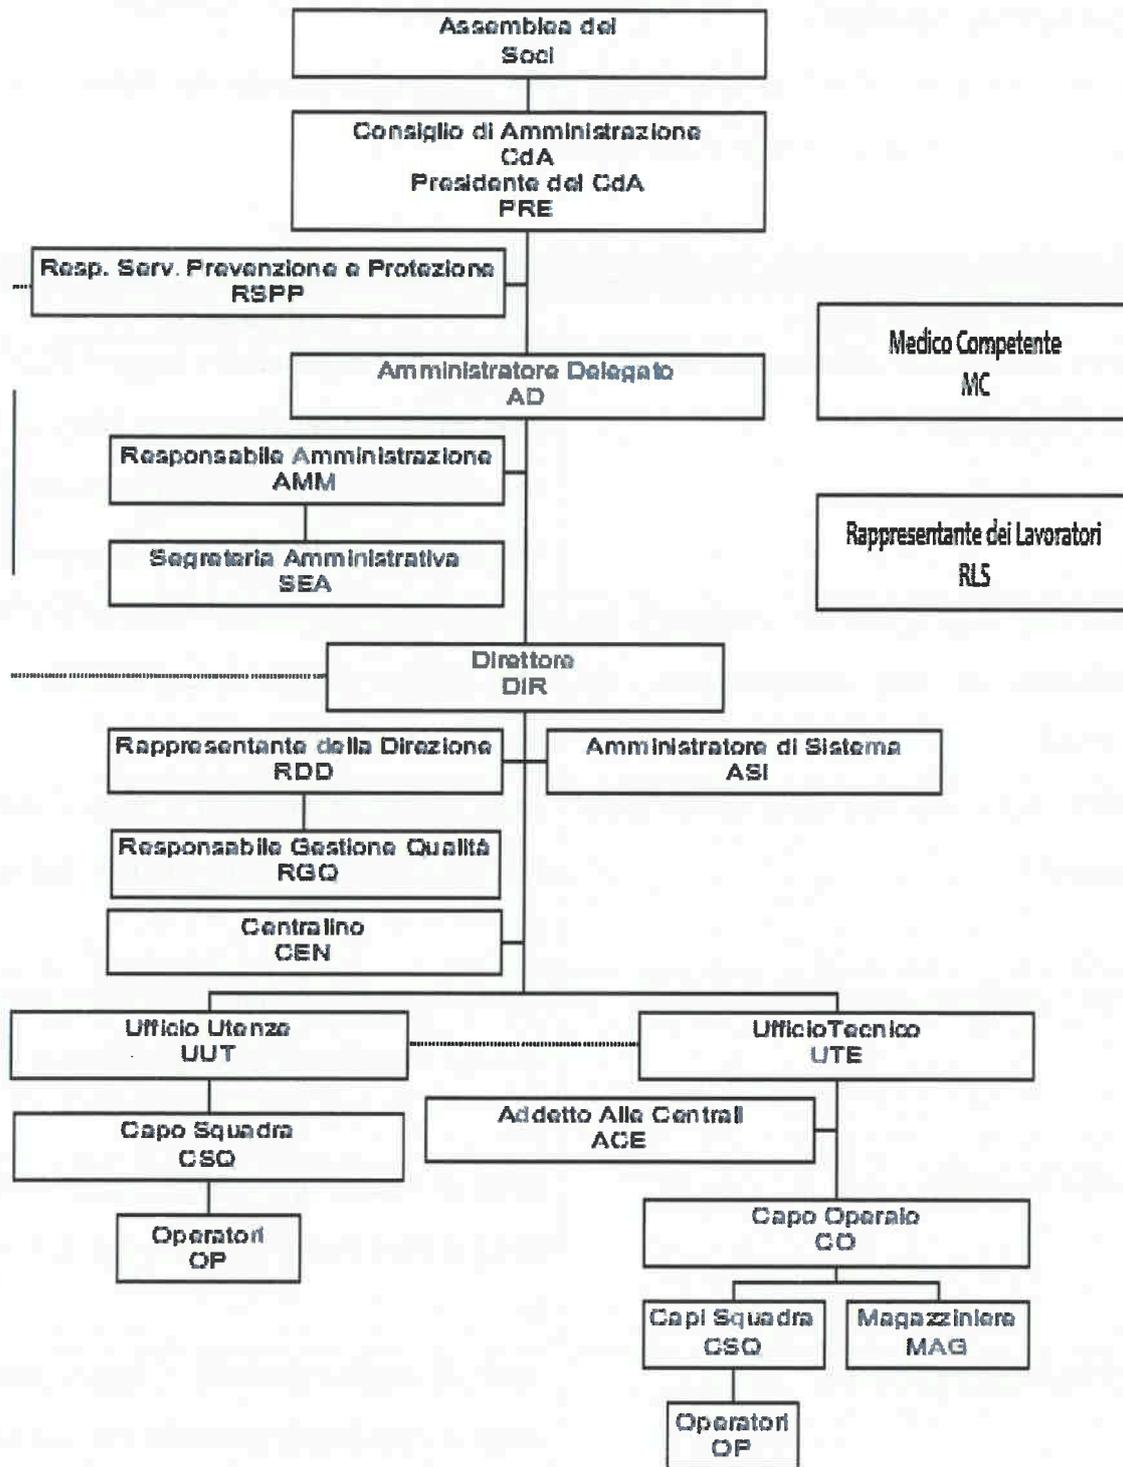 Assemblea dei
Soci
Consiglio di Amministrazione
CdA
Presidente del CdA
PRE
Resp. Serv. Prevenzione e Protezione
RSPP
Medico Competente
MC
Amministratore Delegato
AD
Responsabile Amministrazione
AMM
Segreteria Amministrativa
SEA
Rappresentante dei Lavoratori
RLS
Direttore
DIR
Rappresentante della Direzione
RDD
Amministratore di Sistema
ASI
Responsabile Gestione Qualità
RGQ
Centralino
CEN
Ufficio Utenze
UUT
UfficioTecnico
UTE
Addetto Alle Centrali
ACE
Capo Squadra
CSQ
Capo Operaio
CO
Operatori
OP
Capi Squadra
CSQ
Magazziniere
MAG
Operatori
OP